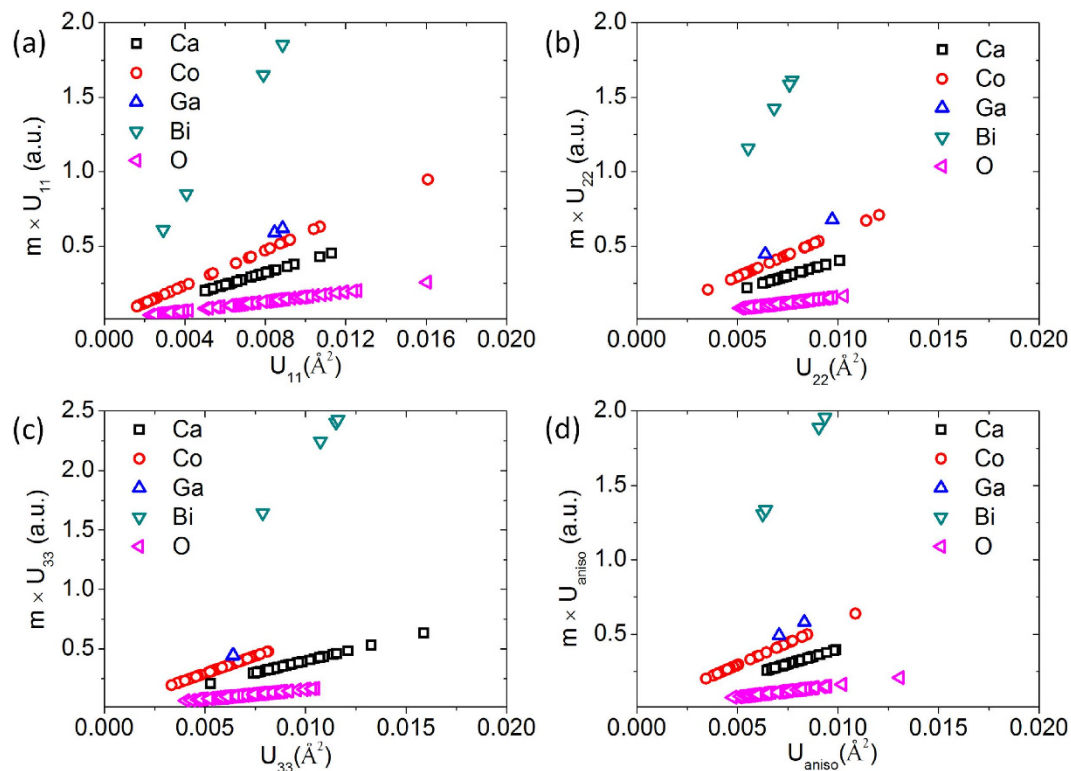 (a)
2.0
1.5
1.0
0.5
m × U₁₁ (a.u.)
Ca
Co
Ga
Bi
O
0.000 0.004 0.008 0.012 0.016 0.020
U₁₁(Å²)
(b)
2.0
1.5
1.0
0.5
m × U₂₂ (a.u.)
Ca
Co
Ga
Bi
O
0.000 0.005 0.010 0.015 0.020
U₂₂(Å²)
(c)
2.5
2.0
1.5
1.0
0.5
m × U₃₃ (a.u.)
Ca
Co
Ga
Bi
O
0.000 0.005 0.010 0.015 0.020
U₃₃(Å²)
(d)
2.0
1.5
1.0
0.5
m × Uaniso (a.u.)
Ca
Co
Ga
Bi
O
0.000 0.005 0.010 0.015 0.020
Uaniso(Å²)